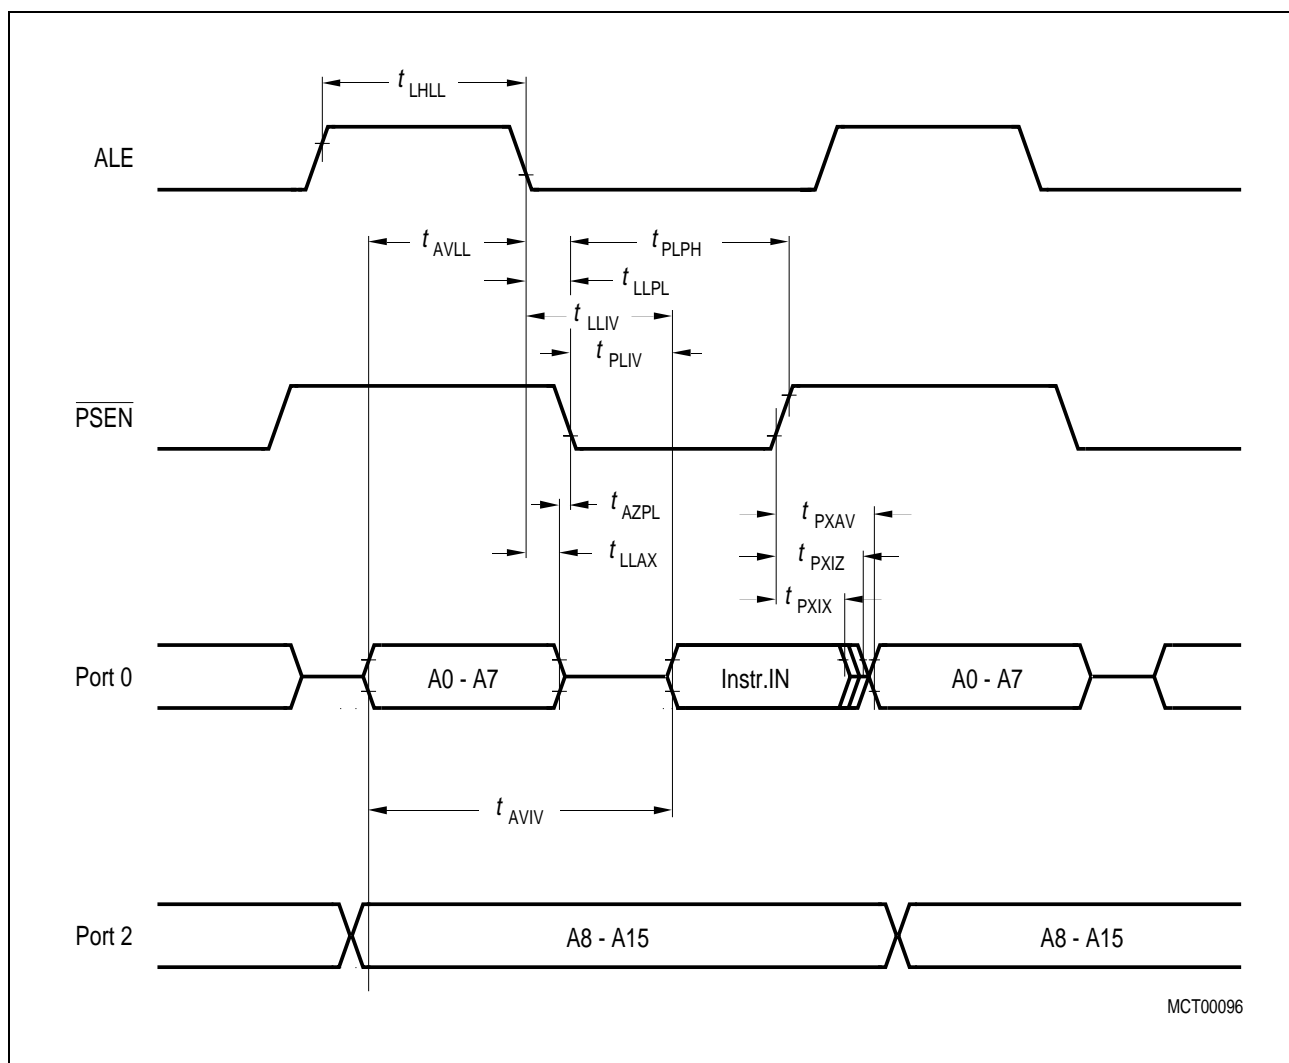 t LHLL
ALE
t AVLL
t PLPH
t LLPL
t LLIV
t PLIV
PSEN
t AZPL
t PXAV
t LLAX
t PXIZ
t PXIX
Port 0
A0 - A7
Instr.IN
A0 - A7
t AVIV
Port 2
A8 - A15
A8 - A15
MCT00096